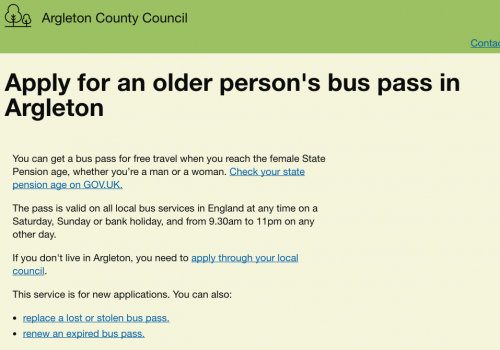 Argleton County Council
Contac
Apply for an older person's bus pass in
Argleton
You can get a bus pass for free travel when you reach the female State
Pension age, whether you're a man or a woman. Check your state
pension age on GOV.UK.
The pass is valid on all local bus services in England at any time on a
Saturday, Sunday or bank holiday, and from 9.30am to 11pm on any
other day.
If you don't live in Argleton, you need to apply through your local
council.
This service is for new applications. You can also:
• replace a lost or stolen bus pass.
• renew an expired bus pass.